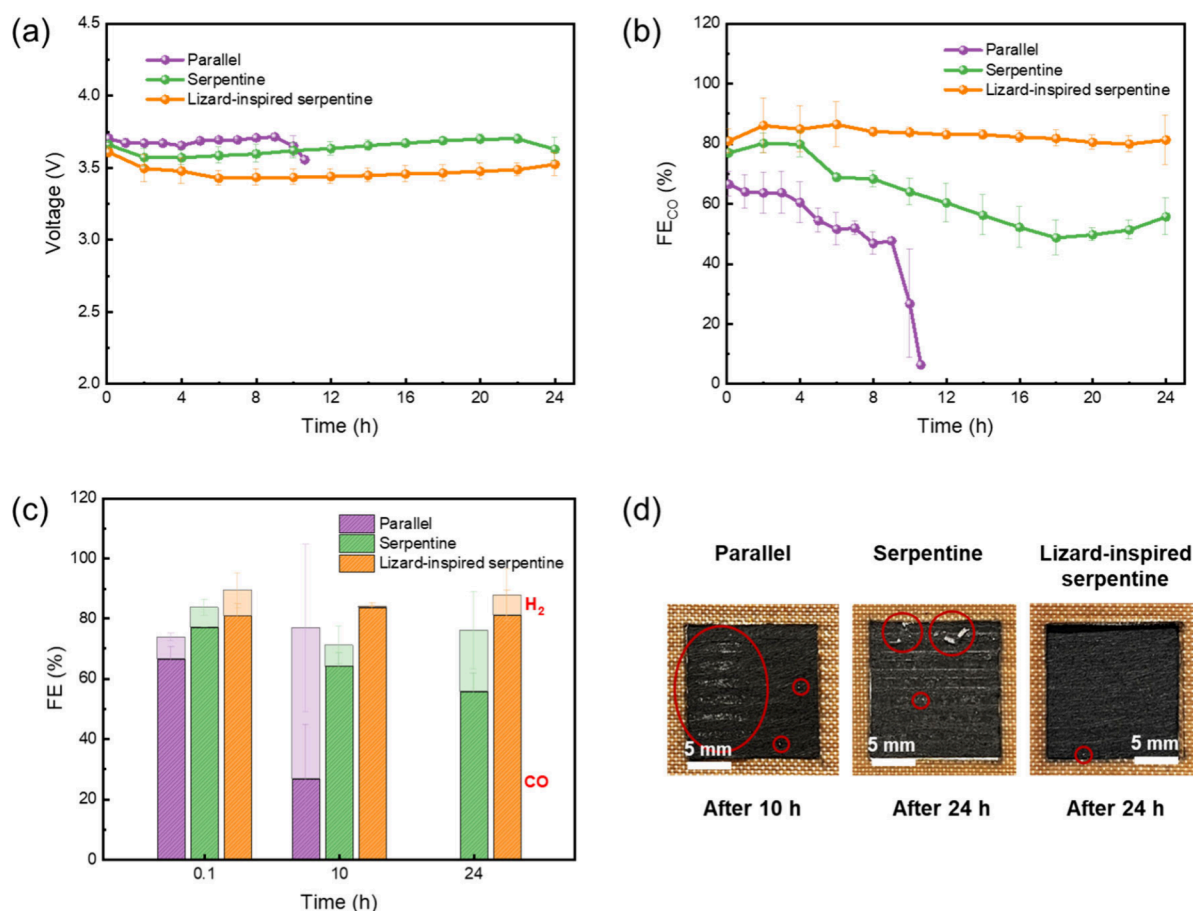 (a)
4.5
4.0
3.5
3.0
2.5
2.0
Voltage (V)
Parallel
Serpentine
Lizard-inspired serpentine
0
4
8
12
16
20
24
Time (h)
(b)
120
100
80
60
40
20
0
FE_CO (%)
Parallel
Serpentine
Lizard-inspired serpentine
0
4
8
12
16
20
24
Time (h)
(c)
120
100
80
60
40
20
0
FE (%)
Parallel
Serpentine
Lizard-inspired serpentine
H₂
CO
0.1
10
24
Time (h)
(d)
Parallel
Serpentine
Lizard-inspired
serpentine
5 mm
5 mm
5 mm
After 10 h
After 24 h
After 24 h